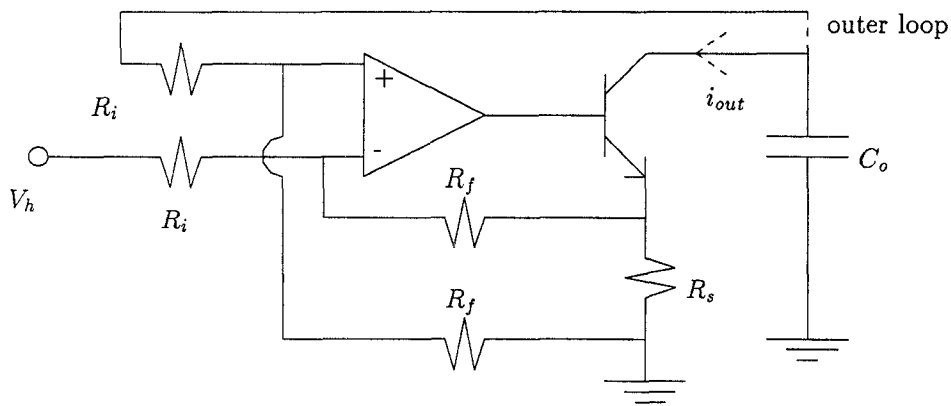 outer loop
R_i
+
i_out
-
V_h
R_i
R_f
C_o
R_s
R_f